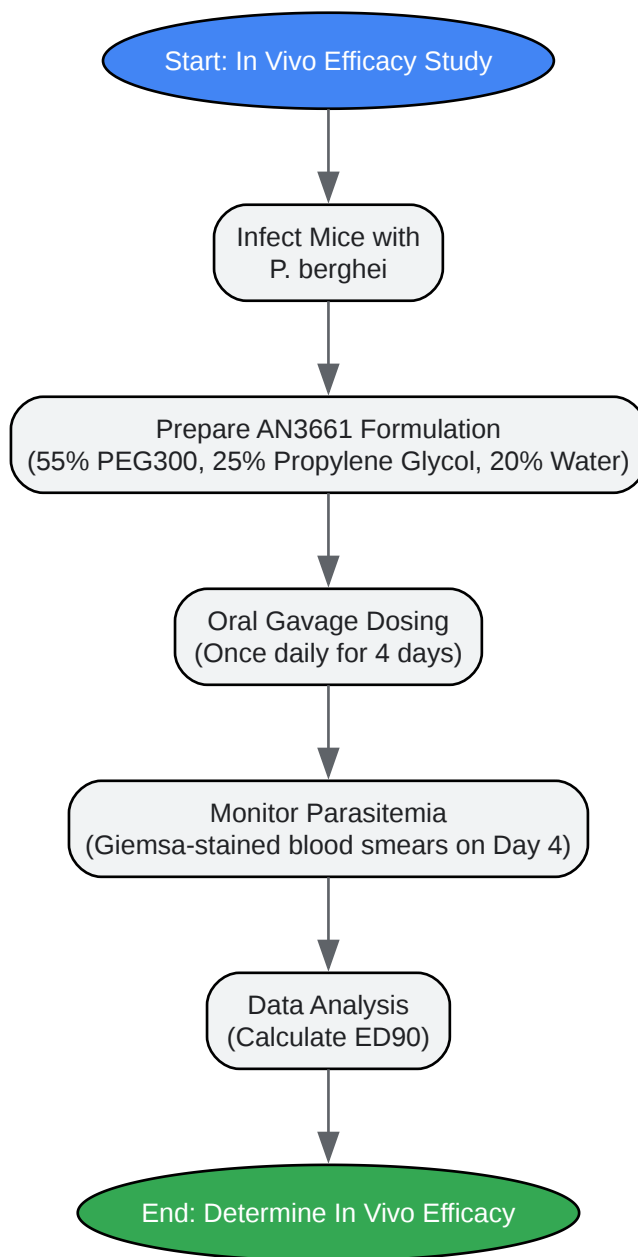 Start: In Vivo Efficacy Study
Infect Mice with
P. berghei
Prepare AN3661 Formulation
(55% PEG300, 25% Propylene Glycol, 20% Water)
Oral Gavage Dosing
(Once daily for 4 days)
Monitor Parasitemia
(Giemsa-stained blood smears on Day 4)
Data Analysis
(Calculate ED90)
End: Determine In Vivo Efficacy